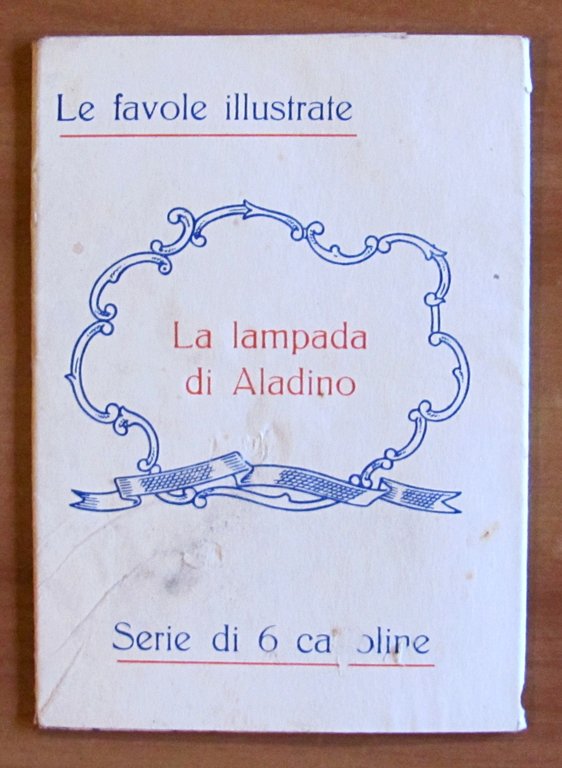 Le favole illustrate
La lampada
di Aladino
Serie di 6